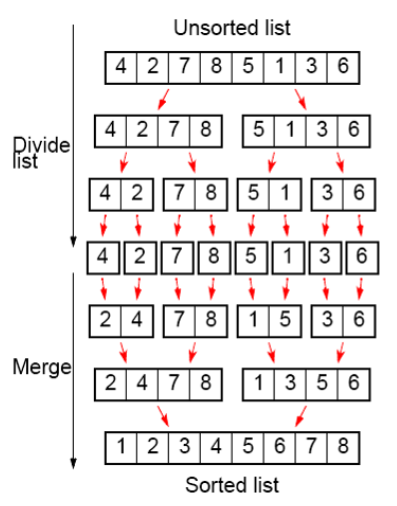 Unsorted list
4 2 7 8 5 1 3 6
4 2 7 8 5 1 3 6
Divide
list
4 2 7 8 5 1 3 6
4 2 7 8 5 1 3 6
2 4 7 8 1 5 3 6
Merge
2 4 7 8 1 3 5 6
1 2 3 4 5 6 7 8
Sorted list